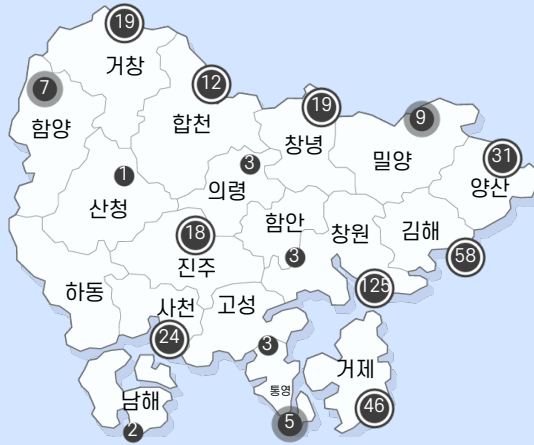 19
거창
12
7
합천
19
함양
창녕
9
밀양
31
양산
3
1
의령
산청
함안
창원
김해
18
진주
3
58
하동
125
사천
고성
24
3
거제
통영
남해
46
5
2